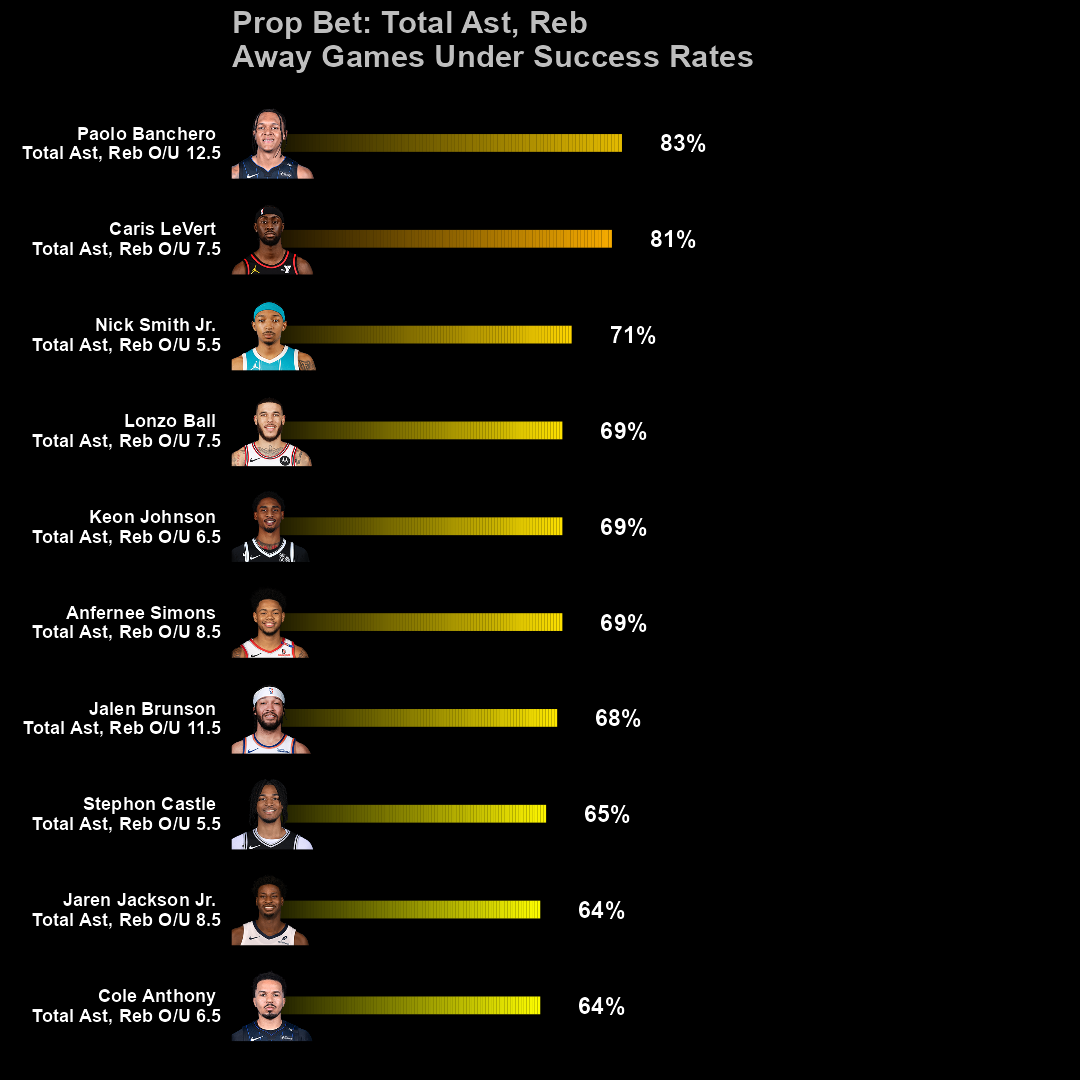 Prop Bet: Total Ast, Reb
Away Games Under Success Rates
Paolo Banchero
Total Ast, Reb O/U 12.5
83%
Caris LeVert
Total Ast, Reb O/U 7.5
81%
Nick Smith Jr.
Total Ast, Reb O/U 5.5
71%
Lonzo Ball
Total Ast, Reb O/U 7.5
69%
Keon Johnson
Total Ast, Reb O/U 6.5
69%
Anfernee Simons
Total Ast, Reb O/U 8.5
69%
Jalen Brunson
Total Ast, Reb O/U 11.5
68%
Stephon Castle
Total Ast, Reb O/U 5.5
65%
Jaren Jackson Jr.
Total Ast, Reb O/U 8.5
64%
Cole Anthony
Total Ast, Reb O/U 6.5
64%